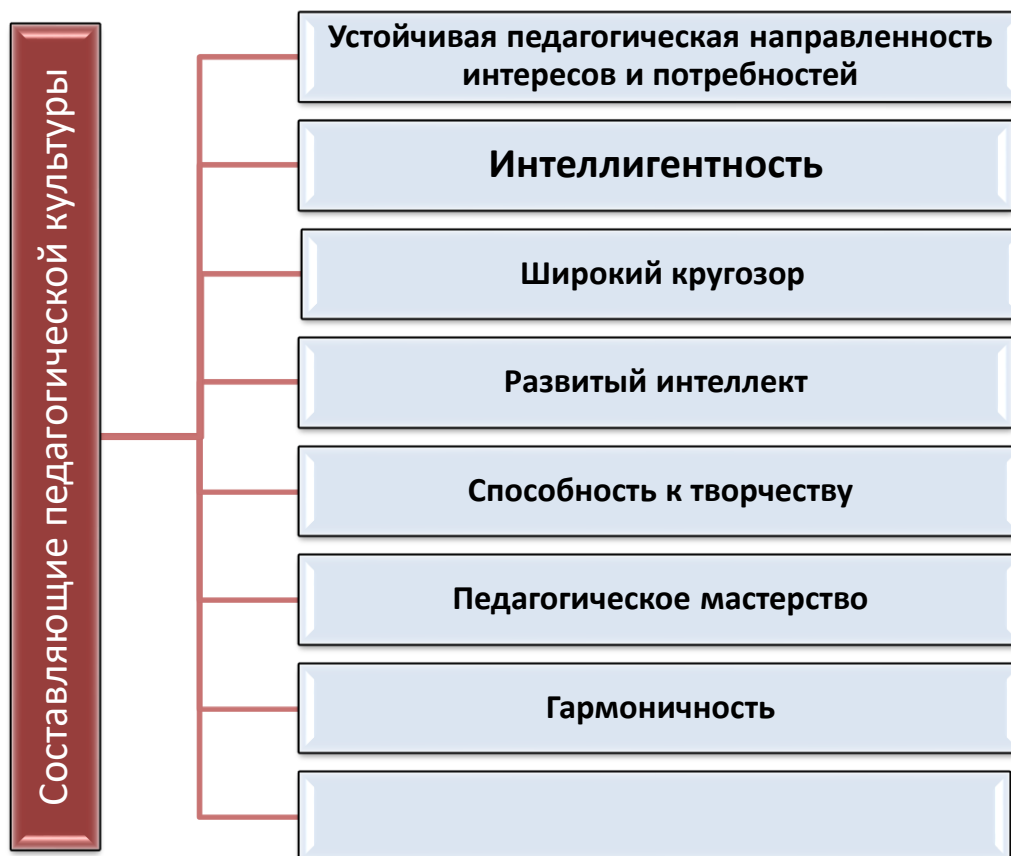 Составляющие педагогической культуры
Устойчивая педагогическая направленность
интересов и потребностей
Интеллигентность
Широкий кругозор
Развитый интеллект
Способность к творчеству
Педагогическое мастерство
Гармоничность